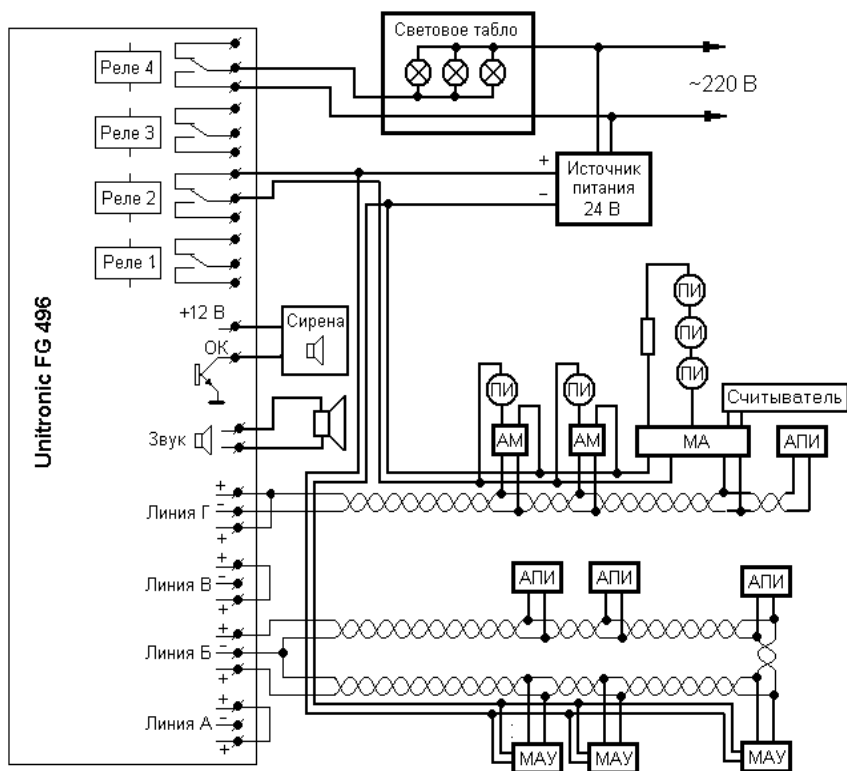 Световое табло
Реле 4
~220 В
Реле 3
+
Источник
питания
24 В
Реле 2
−
Реле 1
Unitronic FG 496
+12 В
Сирена
ОК
ПИ
ПИ
ПИ
ПИ
ПИ
Считыватель
Звук
АМ
АМ
МА
АПИ
+
−
Линия Г
+
+
Линия В
−
+
АПИ
АПИ
АПИ
+
Линия Б
−
+
+
Линия А
−
+
МАУ
МАУ
МАУ